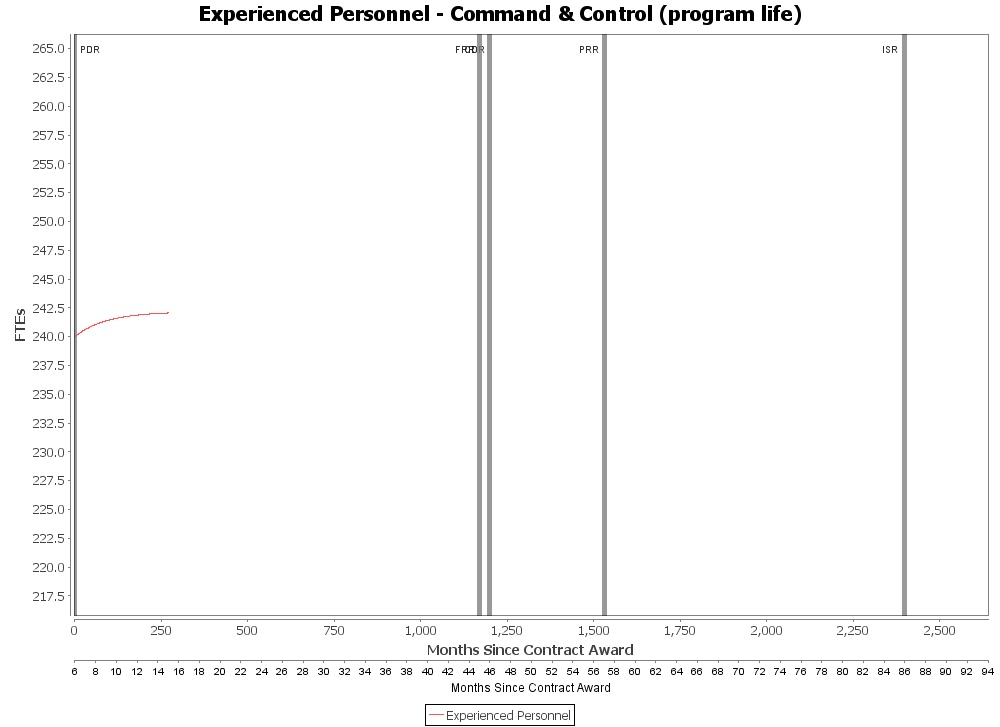 Experienced Personnel - Command & Control (program life)
PDR FRR CDR PRR ISR
265.0
262.5
260.0
257.5
255.0
252.5
250.0
247.5
245.0
242.5
240.0
237.5
235.0
232.5
230.0
227.5
225.0
222.5
220.0
217.5
FTEs
0 250 500 750 1,000 1,250 1,500 1,750 2,000 2,250 2,500
Months Since Contract Award
6 8 10 12 14 16 18 20 22 24 26 28 30 32 34 36 38 40 42 44 46 48 50 52 54 56 58 60 62 64 66 68 70 72 74 76 78 80 82 84 86 88 90 92 94
Months Since Contract Award
Experienced Personnel